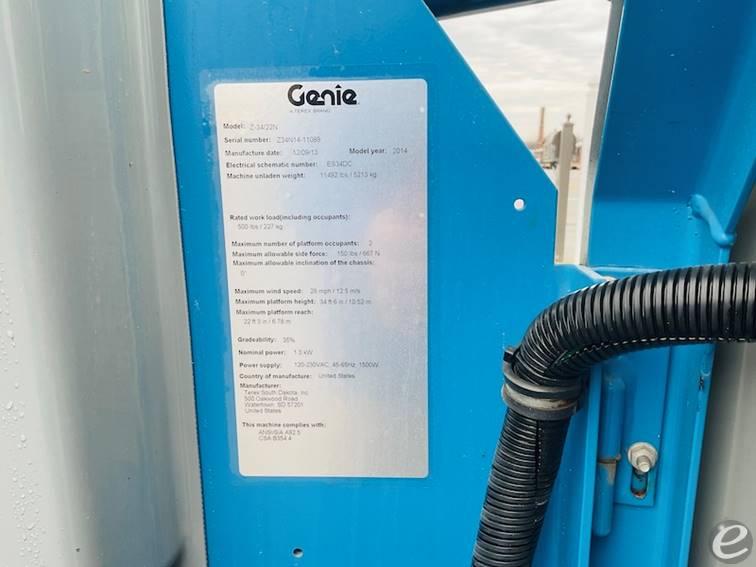 Genie
A TEREX BRAND
Model: Z-34/22N
Serial number: Z34N14-11089
Manufacture date: 12/09/13 Model year: 2014
Electrical schematic number: ES34DC
Machine unladen weight: 11492 lbs / 5213 kg
Rated work load(including occupants):
500 lbs / 227 kg
Maximum number of platform occupants: 2
Maximum allowable side force: 150 lbs / 667 N
Maximum allowable inclination of the chassis:
0°
Maximum wind speed: 28 mph / 12.5 m/s
Maximum platform height: 34 ft 6 in / 10.52 m
Maximum platform reach:
22 ft 3 in / 6.78 m
Gradeability: 35%
Nominal power: 1.5 kW
Power supply: 120-230VAC, 45-65Hz, 1500W
Country of manufacture: United States
Manufacturer:
Terex South Dakota, Inc
500 Oakwood Road
Watertown, SD 57201
United States
This machine complies with:
ANSI/SIA A92.5
CSA B354.4
e